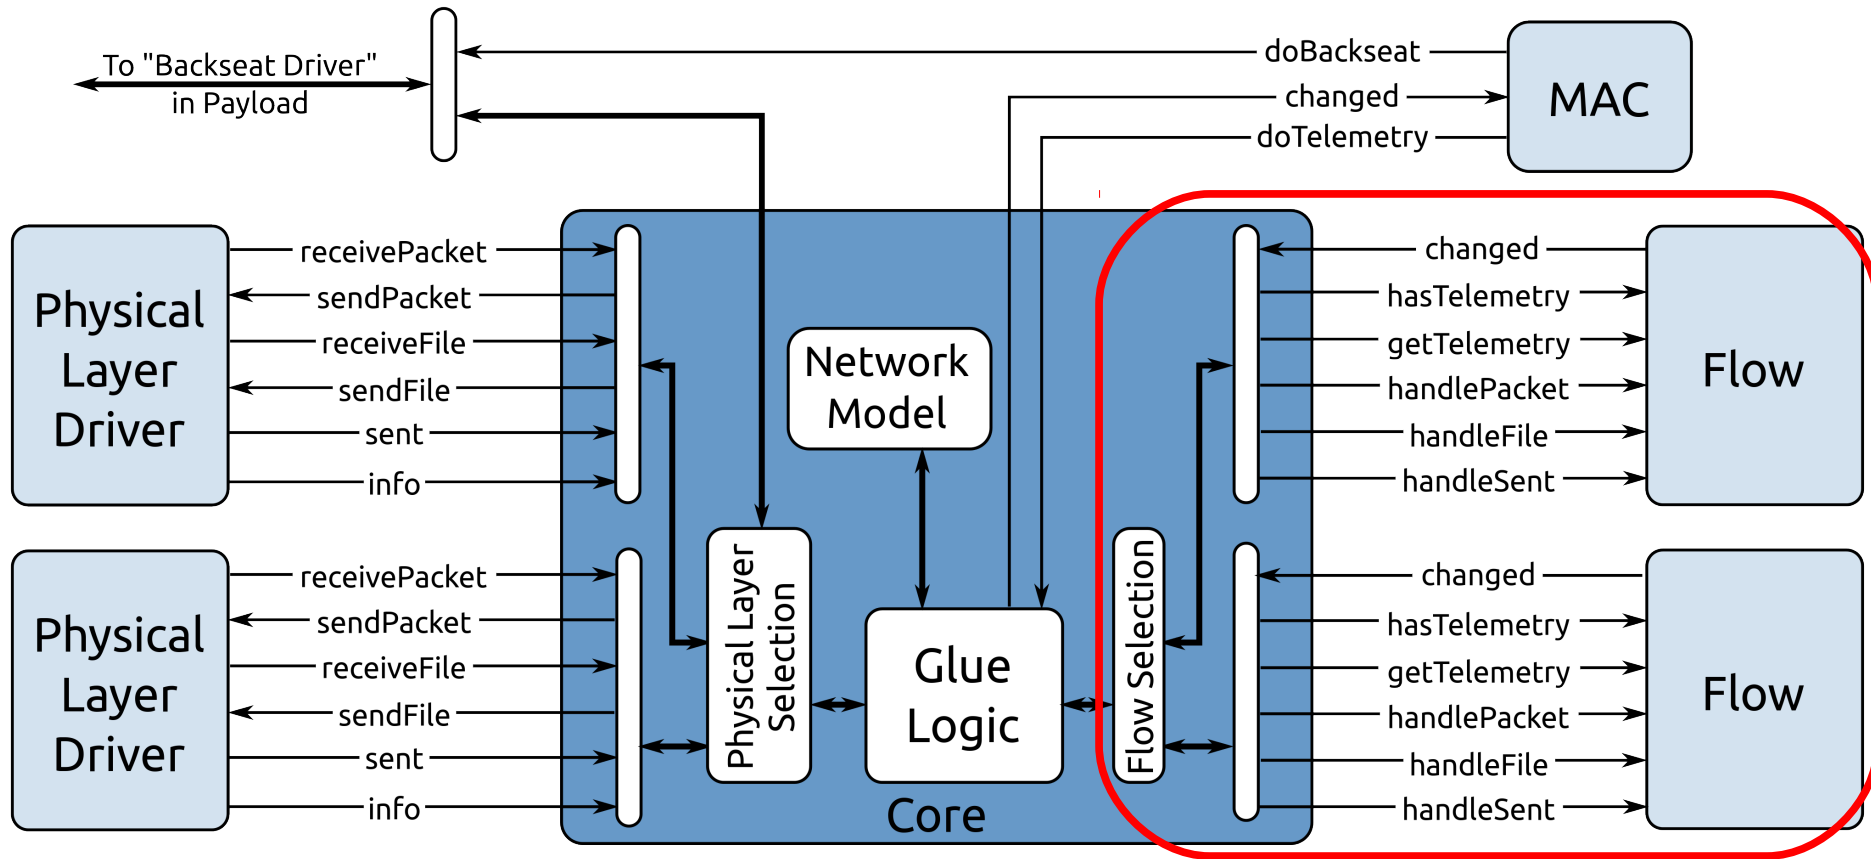 To "Backseat Driver"
in Payload
doBackseat
changed
doTelemetry
MAC
Physical
Layer
Driver
receivePacket
sendPacket
receiveFile
sendFile
sent
info
Physical
Layer
Driver
receivePacket
sendPacket
receiveFile
sendFile
sent
info
Network
Model
Physical Layer
Selection
Glue
Logic
Flow Selection
Core
changed
hasTelemetry
getTelemetry
handlePacket
handleFile
handleSent
Flow
changed
hasTelemetry
getTelemetry
handlePacket
handleFile
handleSent
Flow